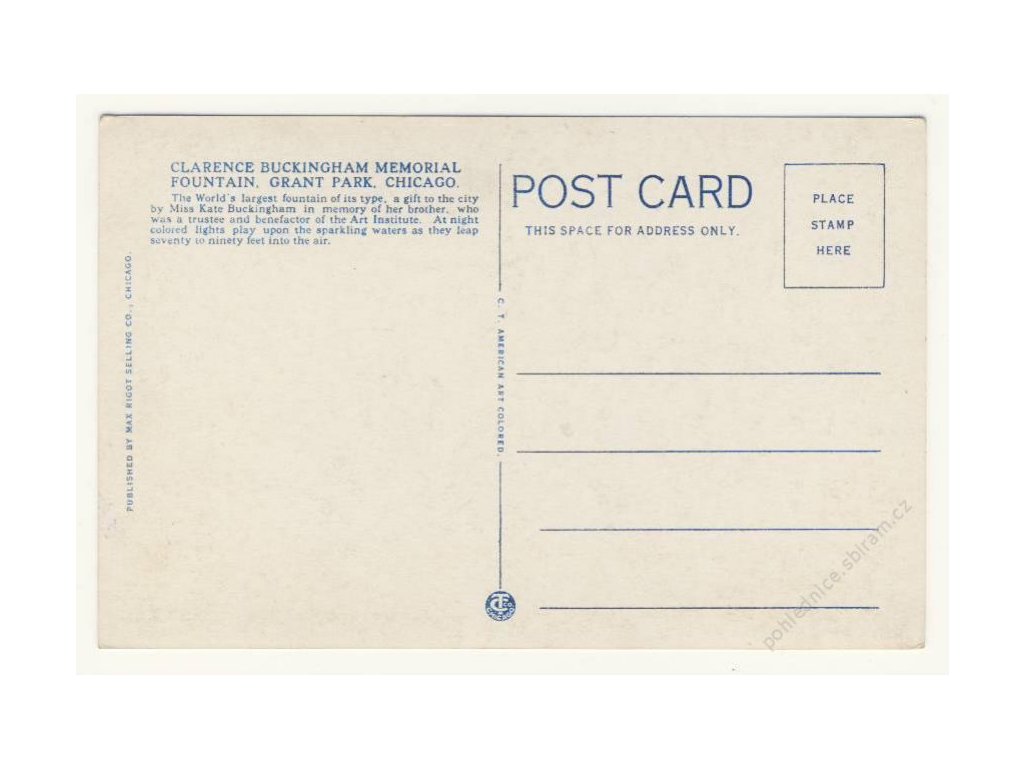 CLARENCE BUCKINGHAM MEMORIAL
FOUNTAIN, GRANT PARK, CHICAGO.
The World's largest fountain of its type, a gift to the city
by Miss Kate Buckingham in memory of her brother, who
was a trustee and benefactor of the Art Institute. At night
colored lights play upon the sparkling waters as they leap
seventy to ninety feet into the air.
PUBLISHED BY MAX RIGOT SELLING CO., CHICAGO.
C. T. AMERICAN ART COLORED.
CT CO
CHICAGO
POST CARD
THIS SPACE FOR ADDRESS ONLY.
PLACE
STAMP
HERE
pohlednice.sbiram.cz